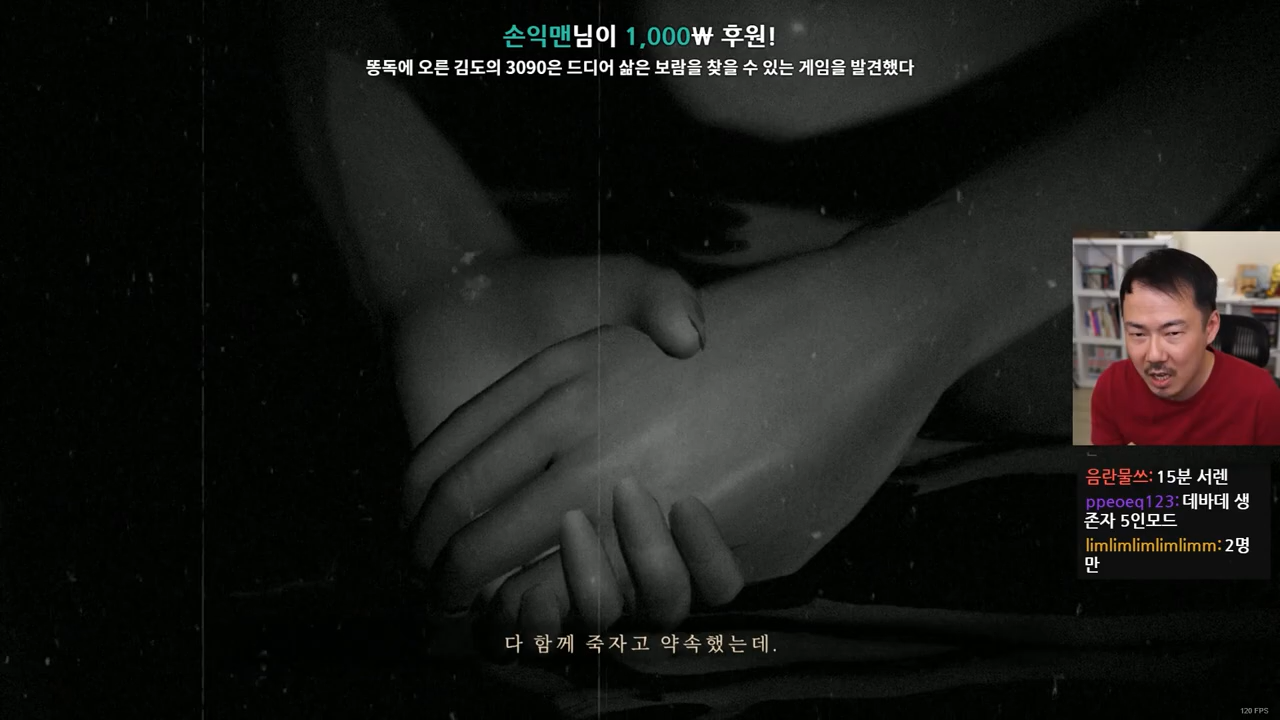 손익맨님이 1,000₩ 후원!
똥독에 오른 김도의 3090은 드디어 삶은 보람을 찾을 수 있는 게임을 발견했다
음란물쓰: 15분 서렌
ppeoeq123: 데바데 생
존자 5인모드
limlimlimlimlimm: 2명
만
다 함께 죽자고 약속했는데.
120 FPS